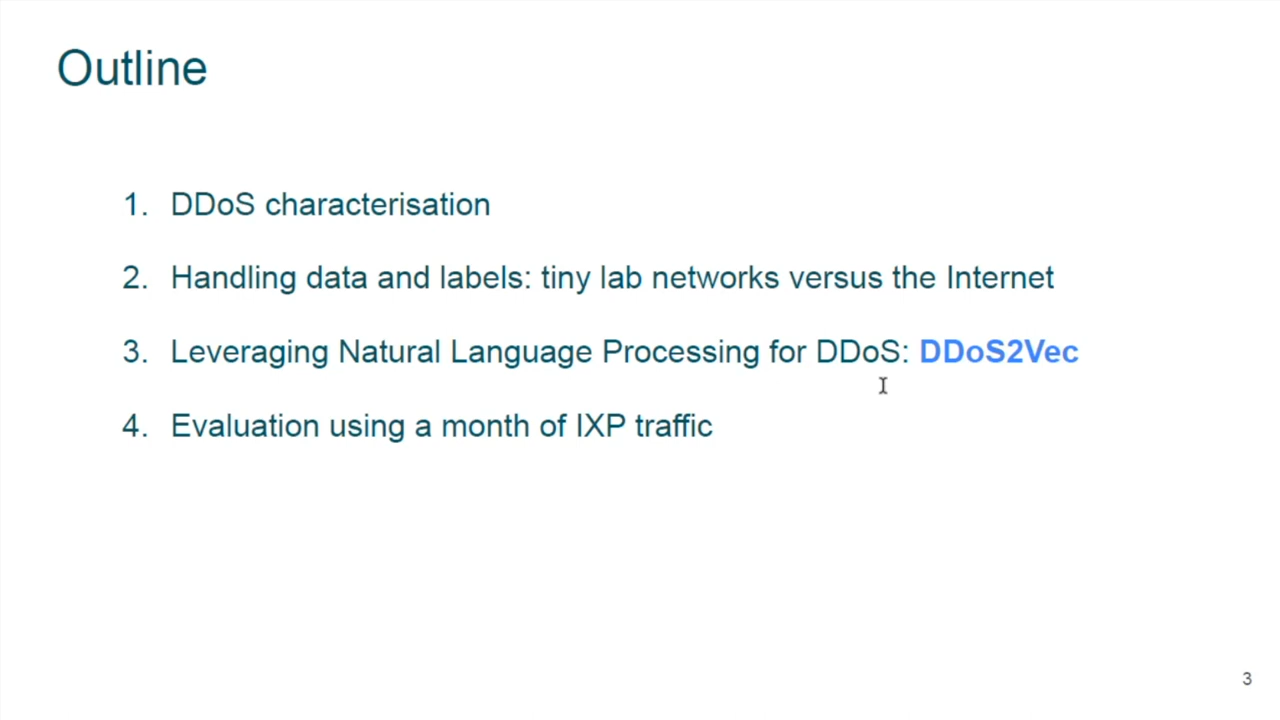 Outline
1. DDoS characterisation
2. Handling data and labels: tiny lab networks versus the Internet
3. Leveraging Natural Language Processing for DDoS: DDoS2Vec
4. Evaluation using a month of IXP traffic
3